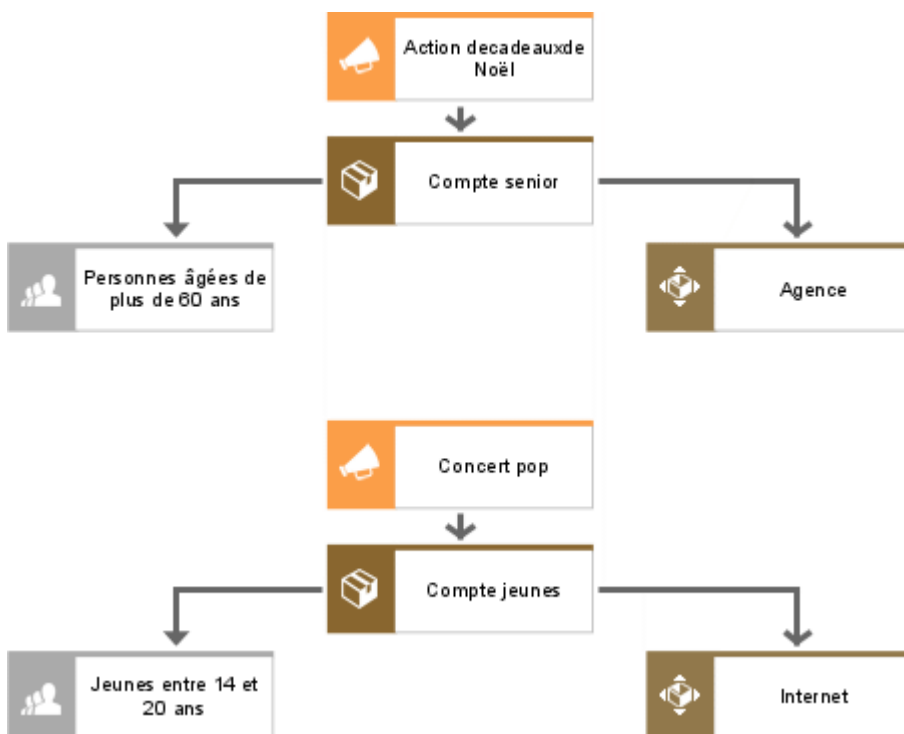 Action decadeauxde
Noël
Compte senior
Personnes âgées de
plus de 60 ans
Agence
Concert pop
Compte jeunes
Jeunes entre 14 et
20 ans
Internet